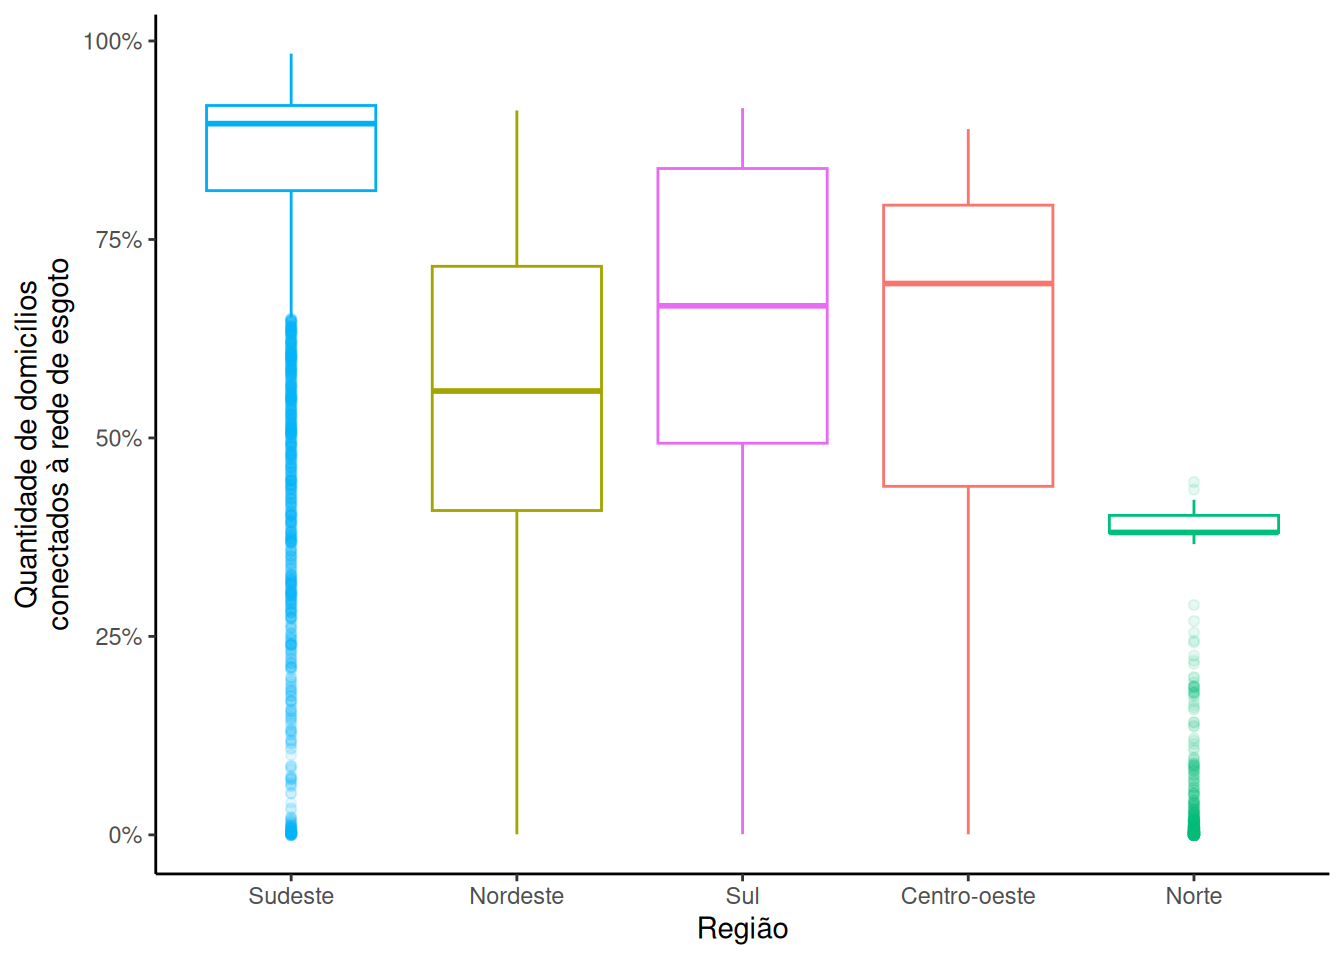 Quantidade de domicílios
conectados à rede de esgoto
100%
75%
50%
25%
0%
Sudeste
Nordeste
Sul
Centro-oeste
Norte
Região